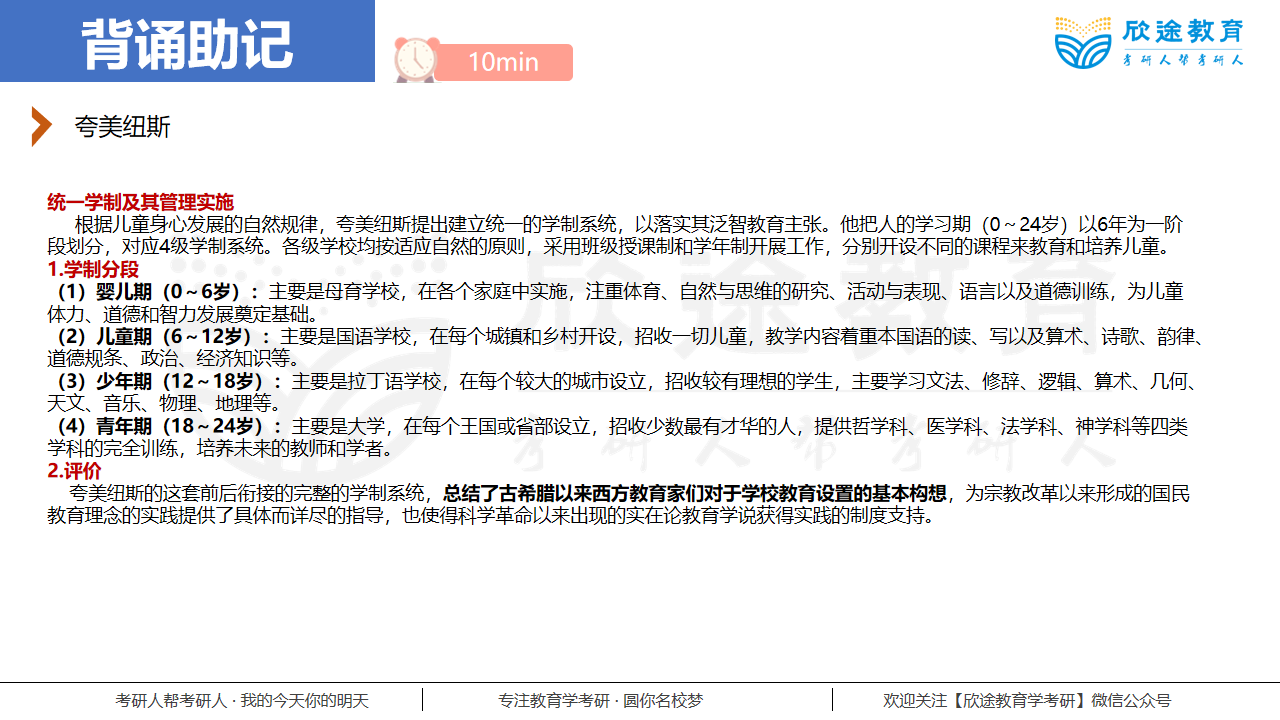 背诵助记
10min
欣途教育
考研人帮考研人
夸美纽斯
统一学制及其管理实施
根据儿童身心发展的自然规律，夸美纽斯提出建立统一的学制系统，以落实其泛智教育主张。他把人的学习期（0～24岁）以6年为一阶
段划分，对应4级学制系统。各级学校均按适应自然的原则，采用班级授课制和学年制开展工作，分别开设不同的课程来教育和培养儿童。
1.学制分段
（1）婴儿期（0～6岁）：主要是母育学校，在各个家庭中实施，注重体育、自然与思维的研究、活动与表现、语言以及道德训练，为儿童
体力、道德和智力发展奠定基础。
（2）儿童期（6～12岁）：主要是国语学校，在每个城镇和乡村开设，招收一切儿童，教学内容着重本国语的读、写以及算术、诗歌、韵律、
道德规条、政治、经济知识等。
（3）少年期（12～18岁）：主要是拉丁语学校，在每个较大的城市设立，招收较有理想的学生，主要学习文法、修辞、逻辑、算术、几何、
天文、音乐、物理、地理等。
（4）青年期（18～24岁）：主要是大学，在每个王国或省部设立，招收少数最有才华的人，提供哲学科、医学科、法学科、神学科等四类
学科的完全训练，培养未来的教师和学者。
2.评价
夸美纽斯的这套前后衔接的完整的学制系统，总结了古希腊以来西方教育家们对于学校教育设置的基本构想，为宗教改革以来形成的国民
教育理念的实践提供了具体而详尽的指导，也使得科学革命以来出现的实在论教育学说获得实践的制度支持。
欣途教育
考研人帮考研人
考研人帮考研人 · 我的今天你的明天
专注教育学考研 · 圆你名校梦
欢迎关注【欣途教育学考研】微信公众号